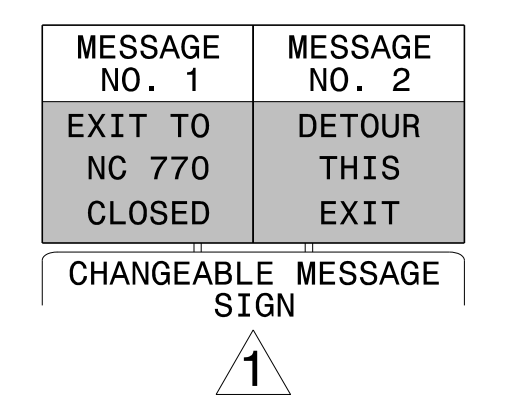 MESSAGE NO. 1
MESSAGE NO. 2
EXIT TO
NC 770
CLOSED
DETOUR
THIS
EXIT
CHANGEABLE MESSAGE
SIGN
1